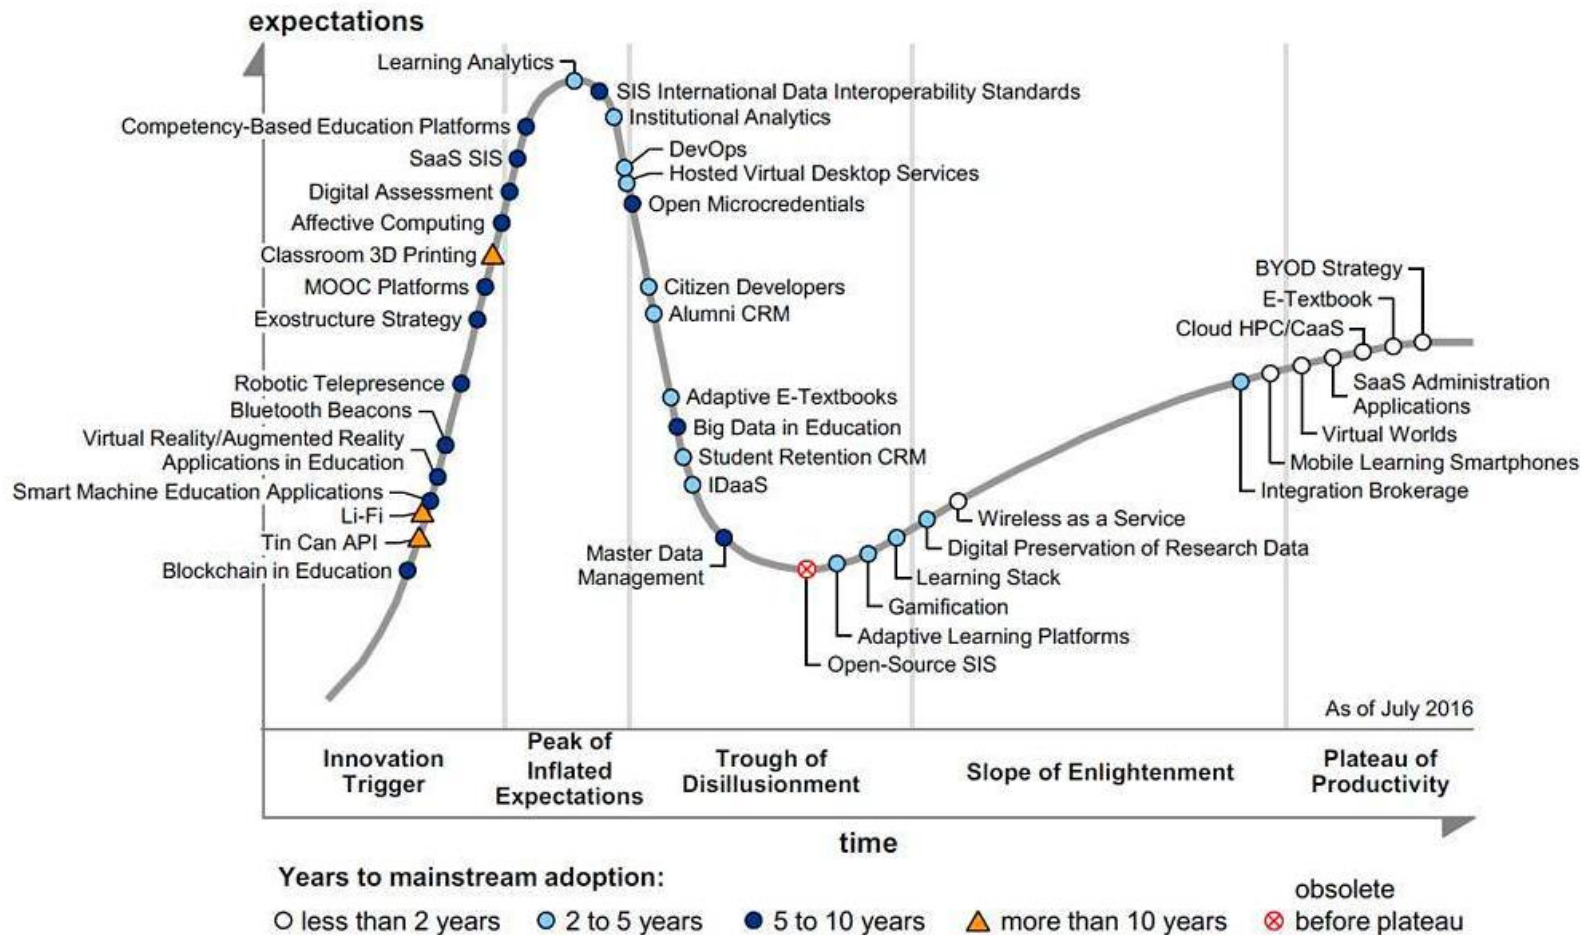 expectations
Learning Analytics
SIS International Data Interoperability Standards
Institutional Analytics
Competency-Based Education Platforms
DevOps
SaaS SIS
Hosted Virtual Desktop Services
Digital Assessment
Open Microcredentials
Affective Computing
Classroom 3D Printing
MOOC Platforms
Citizen Developers
Exostructure Strategy
Alumni CRM
BYOD Strategy
E-Textbook
Cloud HPC/CaaS
Robotic Telepresence
Adaptive E-Textbooks
SaaS Administration
Applications
Bluetooth Beacons
Big Data in Education
Virtual Worlds
Virtual Reality/Augmented Reality
Applications in Education
Student Retention CRM
Mobile Learning Smartphones
Smart Machine Education Applications
IDaaS
Integration Brokerage
Li-Fi
Wireless as a Service
Tin Can API
Master Data
Management
Digital Preservation of Research Data
Blockchain in Education
Learning Stack
Gamification
Adaptive Learning Platforms
Open-Source SIS
As of July 2016
Innovation
Trigger
Peak of
Inflated
Expectations
Trough of
Disillusionment
Slope of Enlightenment
Plateau of
Productivity
time
Years to mainstream adoption:
less than 2 years
2 to 5 years
5 to 10 years
more than 10 years
obsolete
before plateau